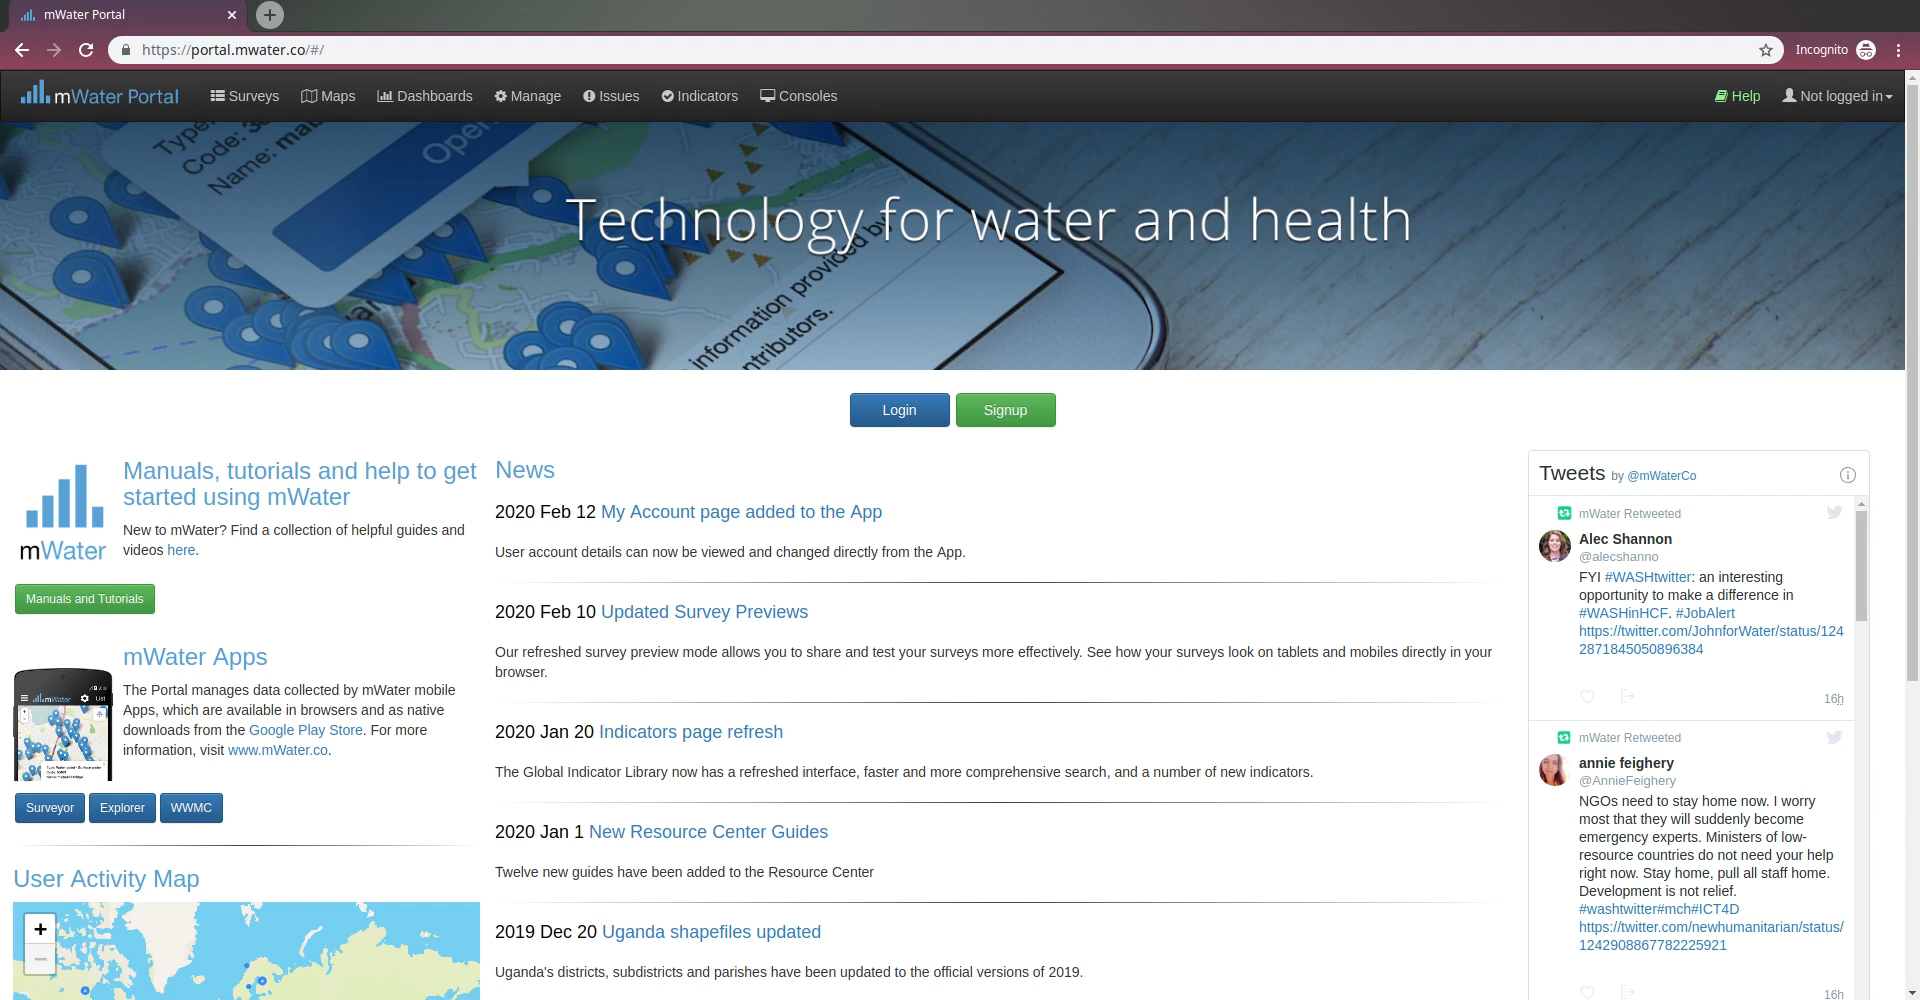 mWater Portal
https://portal.mwater.co/#/
Incognito
mWater Portal
Surveys
Maps
Dashboards
Manage
Issues
Indicators
Consoles
Help
Not logged in
Type:
Code:
Name:
Open
Technology for water and health
information provided by
Login
Signup
Manuals, tutorials and help to get
started using mWater
New to mWater? Find a collection of helpful guides and
videos here.
mWater
Manuals and Tutorials
mWater Apps
The Portal manages data collected by mWater mobile
Apps, which are available in browsers and as native
downloads from the Google Play Store. For more
information, visit www.mWater.co.
mWater
List
Surveyor
Explorer
WWMC
User Activity Map
+
−
News
2020 Feb 12 My Account page added to the App
User account details can now be viewed and changed directly from the App.
2020 Feb 10 Updated Survey Previews
Our refreshed survey preview mode allows you to share and test your surveys more effectively. See how your surveys look on tablets and mobiles directly in your
browser.
2020 Jan 20 Indicators page refresh
The Global Indicator Library now has a refreshed interface, faster and more comprehensive search, and a number of new indicators.
2020 Jan 1 New Resource Center Guides
Twelve new guides have been added to the Resource Center
2019 Dec 20 Uganda shapefiles updated
Uganda's districts, subdistricts and parishes have been updated to the official versions of 2019.
Tweets by @mWaterCo
mWater Retweeted
Alec Shannon
@alecshanno
FYI #WASHtwitter: an interesting
opportunity to make a difference in
#WASHinHCF. #JobAlert
https://twitter.com/JohnforWater/status/124
2871845050896384
16h
mWater Retweeted
annie feighery
@AnnieFeighery
NGOs need to stay home now. I worry
most that they will suddenly become
emergency experts. Ministers of low-
resource countries do not need your help
right now. Stay home, pull all staff home.
Development is not relief.
#washtwitter#mch#ICT4D
https://twitter.com/newhumanitarian/status/
1242908867782225921
16h